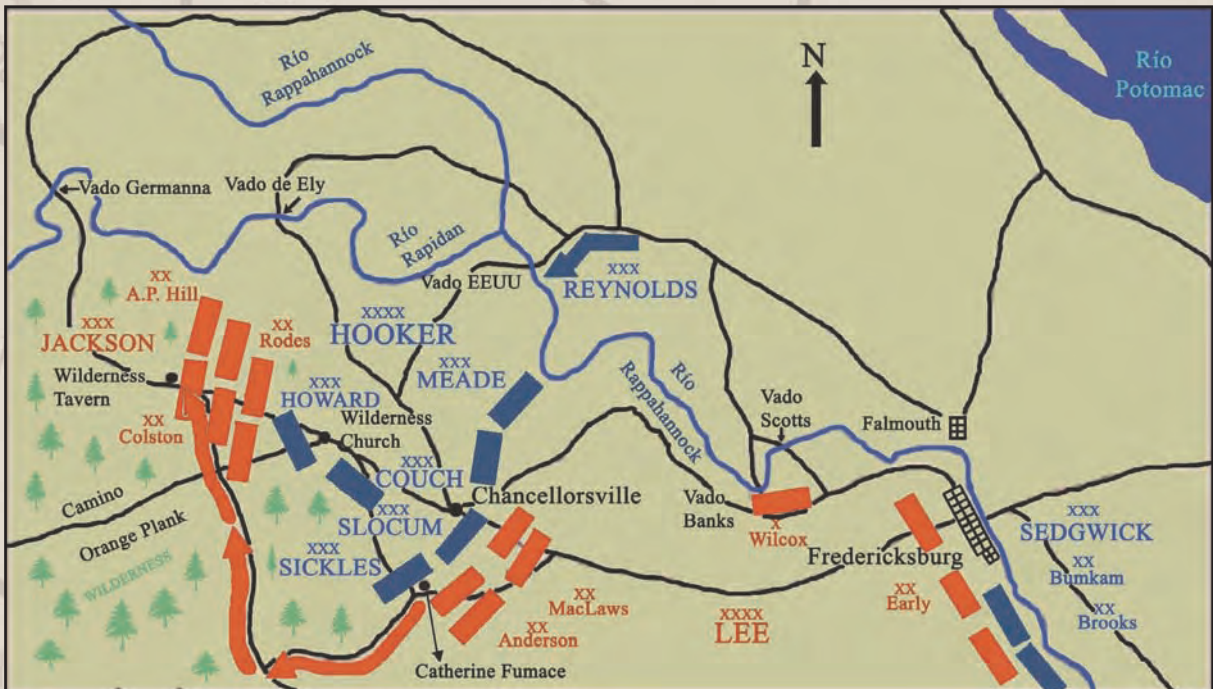 Río
Rappahannock
N
Río
Potomac
Vado Germanna
Vado de Ely
Río
Rapidan
Vado EEUU
XXX
REYNOLDS
XX
A.P. Hill
XXX
JACKSON
XX
Rodes
XXXX
HOOKER
XXX
MEADE
Wilderness
Tavern
XXX
HOWARD
Wilderness
Church
XX
Colston
Río
Rappahannock
Vado
Scotts
Falmouth
XXX
COUCH
Chancellorsville
Camino
Orange Plank
XXX
SLOCUM
Vado
Banks
X
Wilcox
Fredericksburg
XXX
SEDGWICK
XXX
SICKLES
WILDERNESS
XX
Bumkam
XX
MacLaws
XX
Early
XX
Brooks
XXXX
LEE
XX
Anderson
Catherine Fumace